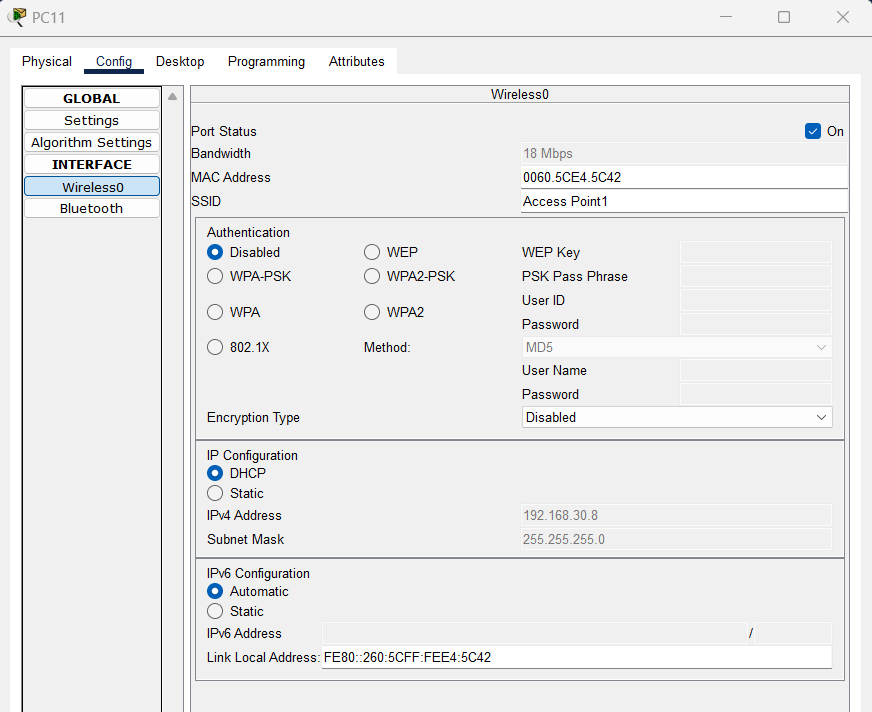 PC11
Physical Config Desktop Programming Attributes
GLOBAL
Settings
Algorithm Settings
INTERFACE
Wireless0
Bluetooth
Wireless0
Port Status On
Bandwidth 18 Mbps
MAC Address 0060.5CE4.5C42
SSID Access Point1
Authentication
Disabled WEP WEP Key
WPA-PSK WPA2-PSK PSK Pass Phrase
User ID
WPA WPA2
Password
802.1X Method: MD5
User Name
Password
Encryption Type Disabled
IP Configuration
DHCP
Static
IPv4 Address 192.168.30.8
Subnet Mask 255.255.255.0
IPv6 Configuration
Automatic
Static
IPv6 Address /
Link Local Address: FE80::260:5CFF:FEE4:5C42